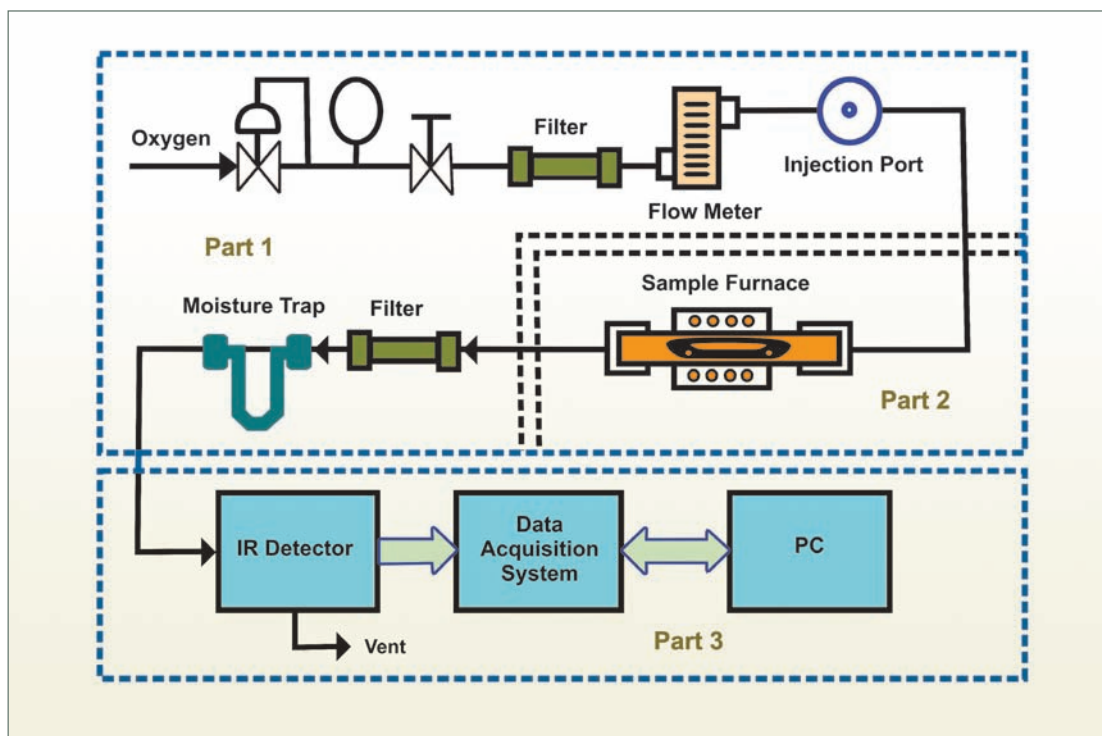 Oxygen
Filter
Injection Port
Flow Meter
Part 1
Sample Furnace
Moisture Trap
Filter
Part 2
IR Detector
Data
Acquisition
System
PC
Vent
Part 3